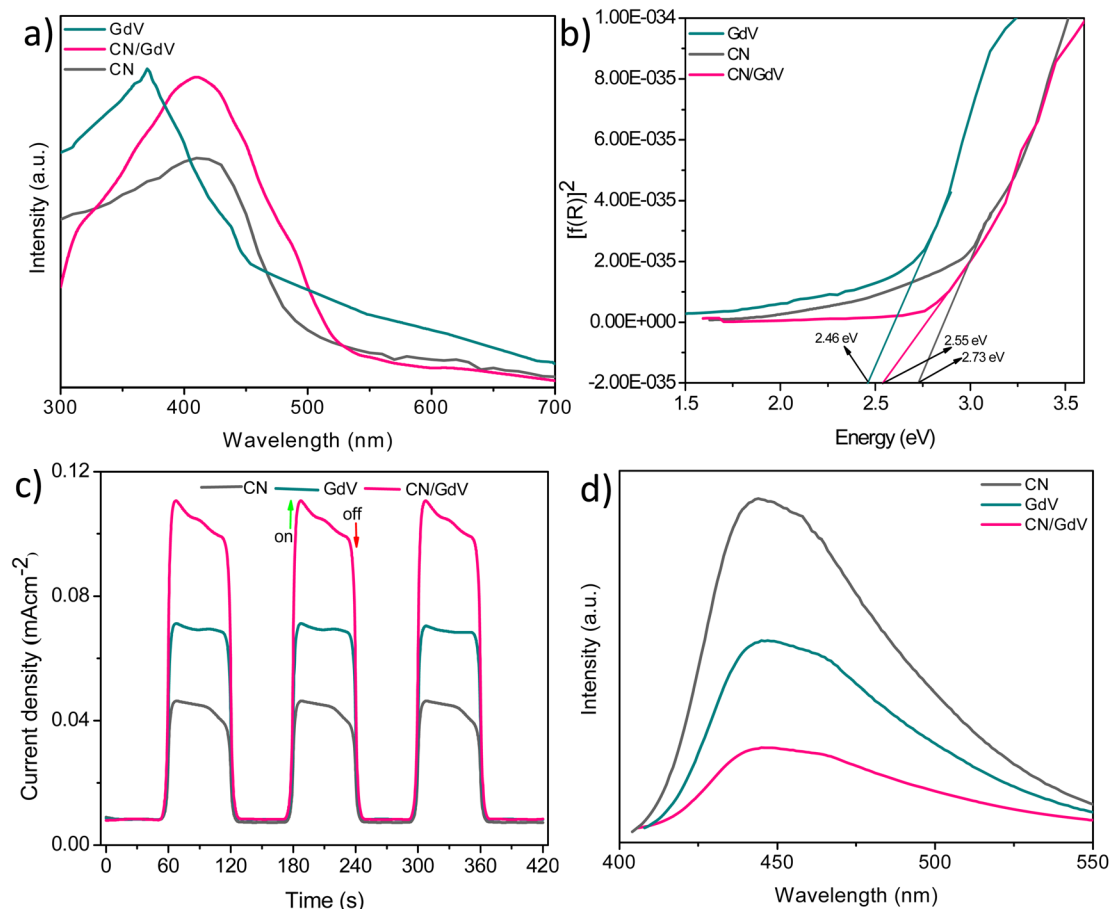 a)
GdV
CN/GdV
CN
Intensity (a.u.)
300 400 500 600 700
Wavelength (nm)
b)
GdV
CN
CN/GdV
[f(R)]²
1.00E-034
8.00E-035
6.00E-035
4.00E-035
2.00E-035
0.00E+000
-2.00E-035
2.46 eV
2.55 eV
2.73 eV
1.5 2.0 2.5 3.0 3.5
Energy (eV)
c)
CN GdV CN/GdV
on
off
Current density (mAcm⁻²)
0.12
0.08
0.04
0.00
0 60 120 180 240 300 360 420
Time (s)
d)
CN
GdV
CN/GdV
Intensity (a.u.)
400 450 500 550
Wavelength (nm)